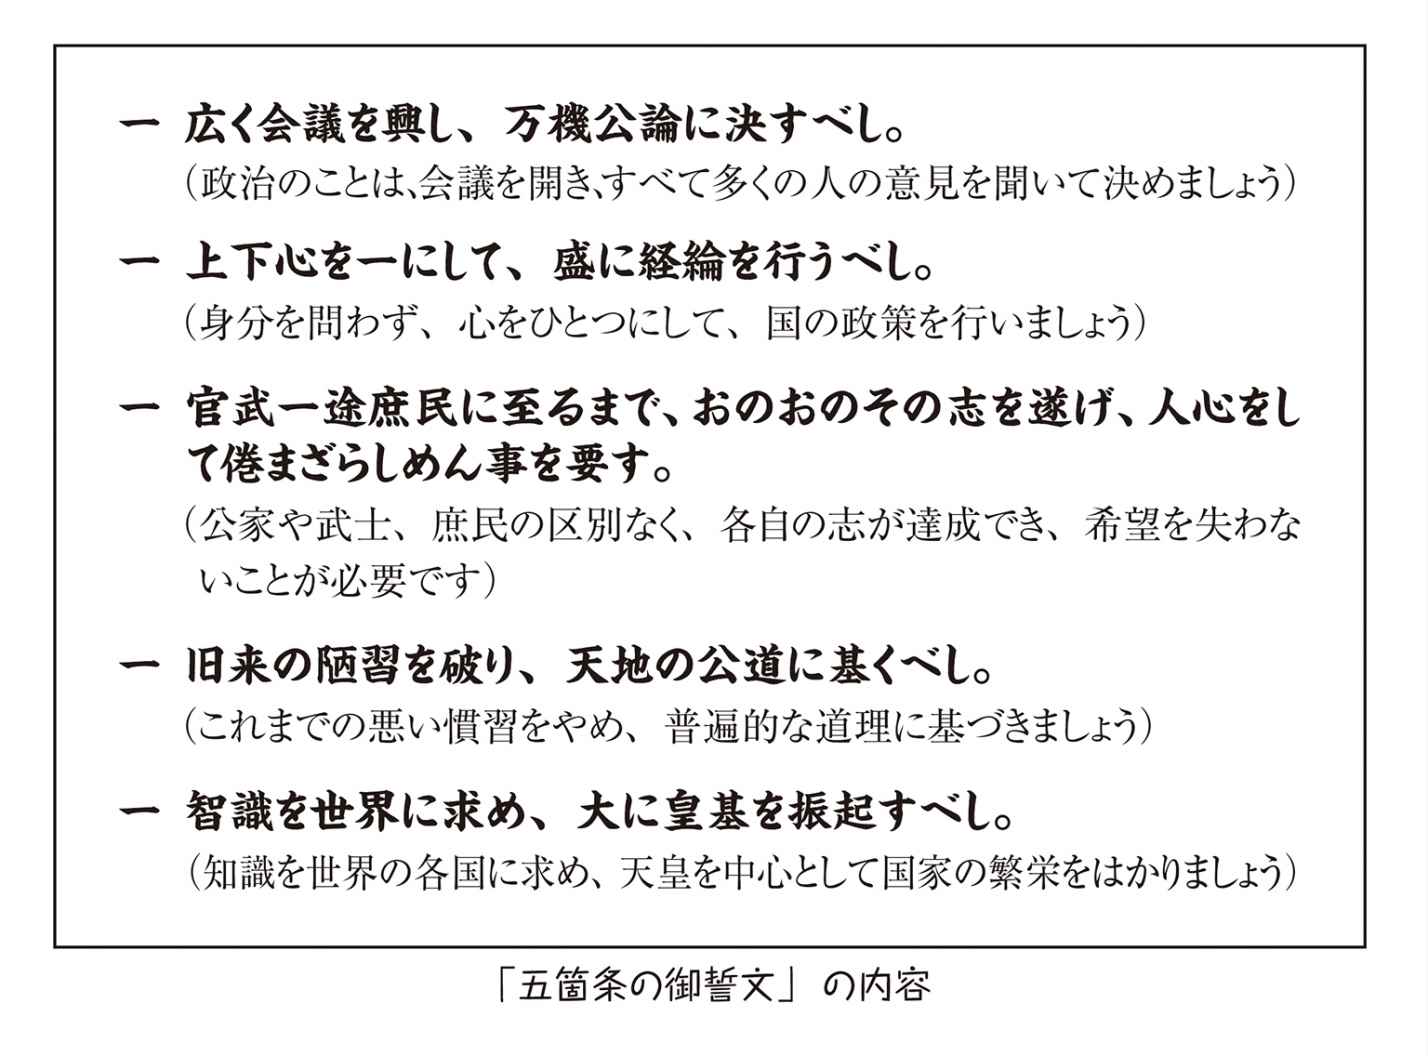 一 広く会議を興し、万機公論に決すべし。
（政治のことは、会議を開き、すべて多くの人の意見を聞いて決めましょう）
一 上下心を一にして、盛に経綸を行うべし。
（身分を問わず、心をひとつにして、国の政策を行いましょう）
一 官武一途庶民に至るまで、おのおのその志を遂げ、人心をし
て倦まざらしめん事を要す。
（公家や武士、庶民の区別なく、各自の志が達成でき、希望を失わな
いことが必要です）
一 旧来の陋習を破り、天地の公道に基くべし。
（これまでの悪い慣習をやめ、普遍的な道理に基づきましょう）
一 智識を世界に求め、大に皇基を振起すべし。
（知識を世界の各国に求め、天皇を中心として国家の繁栄をはかりましょう）
「五箇条の御誓文」の内容